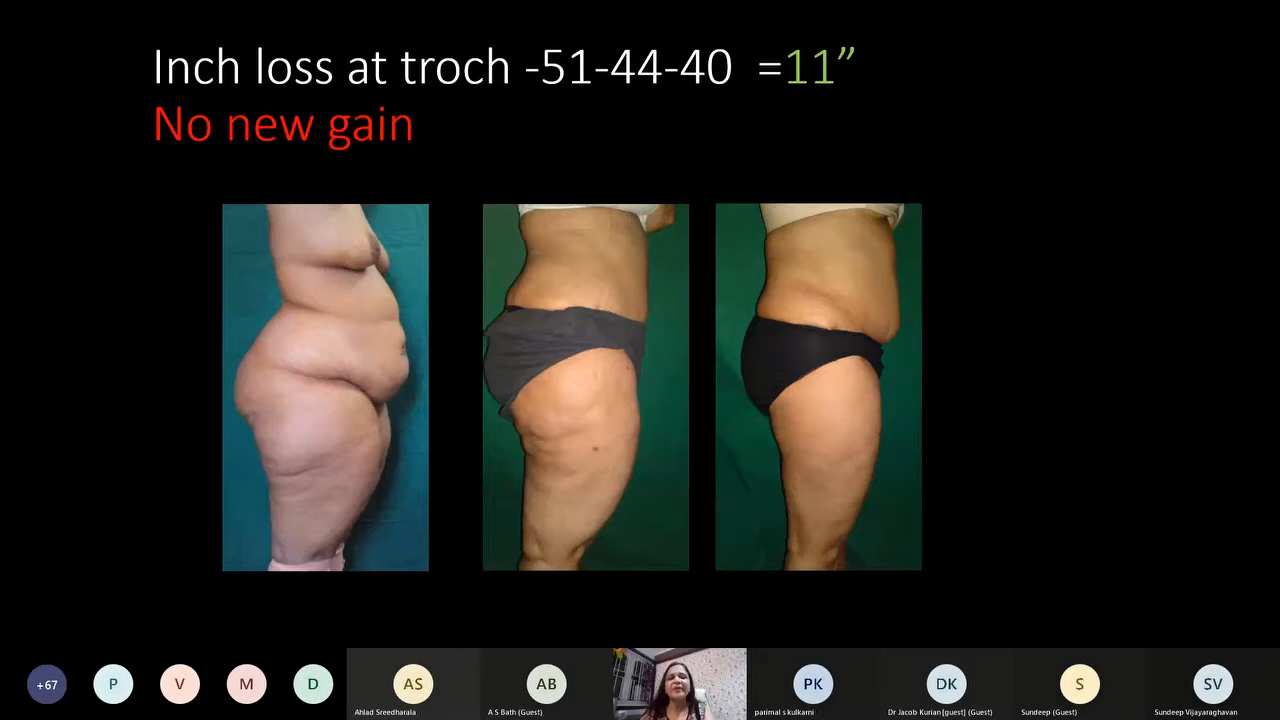 Inch loss at troch -51-44-40 =11”
No new gain
+67
P
V
M
D
AS
AB
PK
DK
S
SV
Ahlad Sreedharala
A S Bath (Guest)
parimal s kulkarni
Dr Jacob Kurian[guest] (Guest)
Sundeep (Guest)
Sundeep Vijayaraghavan